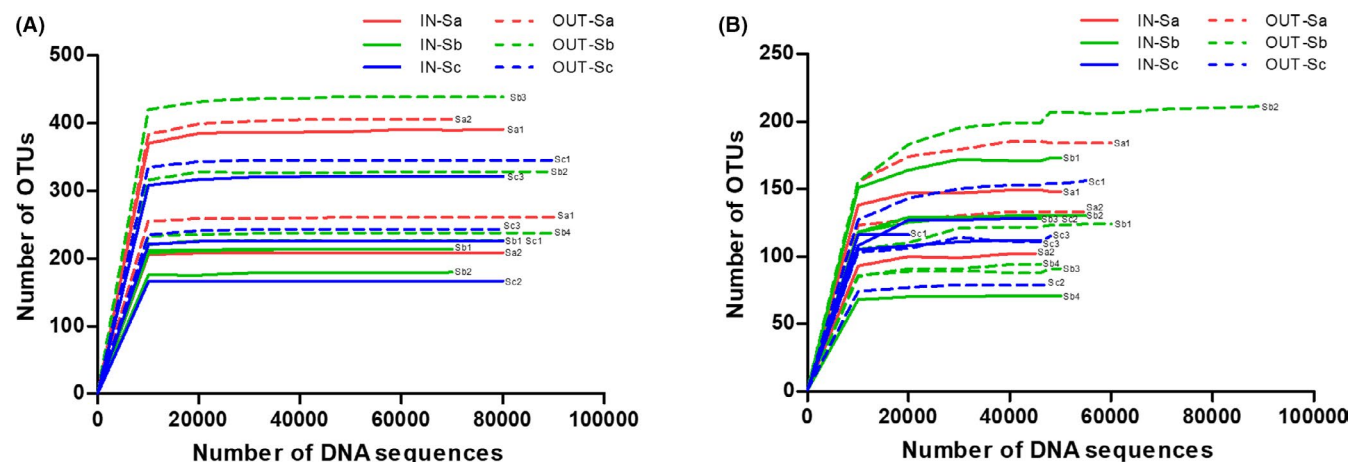 (A)
IN-Sa OUT-Sa
IN-Sb OUT-Sb
IN-Sc OUT-Sc
Number of OTUs
500
400
300
200
100
0
Sb3
Sa2
Sa1
Sc1
Sb2
Sc3
Sa1
Sc3
Sb4
Sb1 Sc1
Sb1
Sa2
Sb2
Sc2
0 20000 40000 60000 80000 100000
Number of DNA sequences
(B)
IN-Sa OUT-Sa
IN-Sb OUT-Sb
IN-Sc OUT-Sc
Number of OTUs
250
200
150
100
50
0
Sb2
Sa1
Sb1
Sc1
Sa1
Sa2
Sb2
Sb3 Sc2
Sb1
Sc1
Sc3
Sc3
Sa2
Sb4
Sb3
Sc2
Sb4
0 20000 40000 60000 80000 100000
Number of DNA sequences